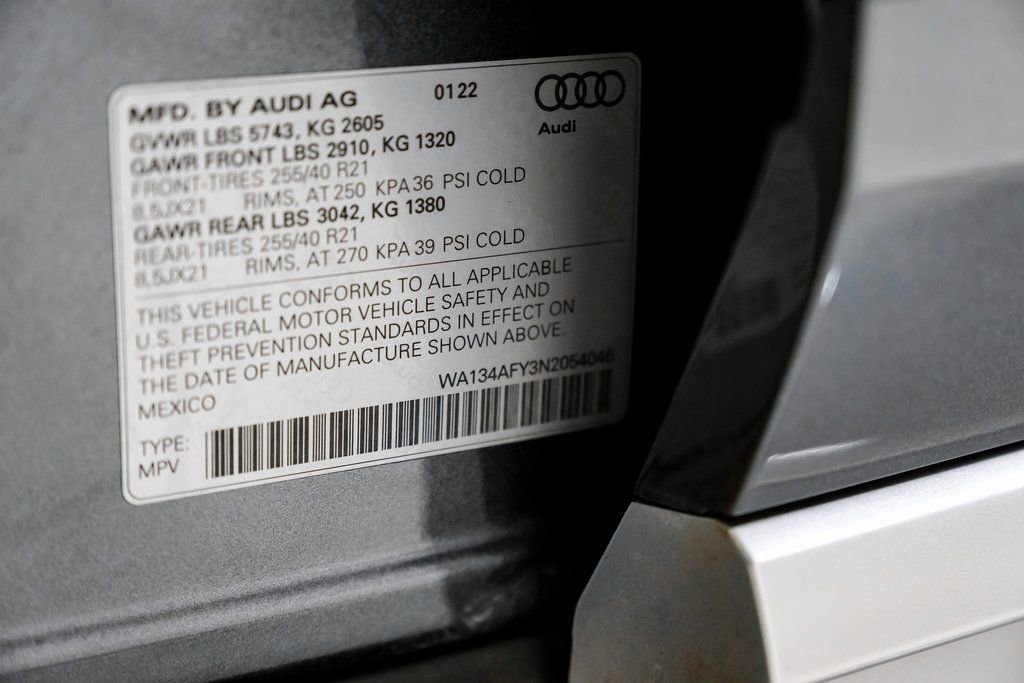 MFD. BY AUDI AG 0122
Audi
GVWR LBS 5743, KG 2605
GAWR FRONT LBS 2910, KG 1320
FRONT-TIRES 255/40 R21
8,5JX21 RIMS, AT 250 KPA 36 PSI COLD
GAWR REAR LBS 3042, KG 1380
REAR-TIRES 255/40 R21
8,5JX21 RIMS, AT 270 KPA 39 PSI COLD
THIS VEHICLE CONFORMS TO ALL APPLICABLE
U.S. FEDERAL MOTOR VEHICLE SAFETY AND
THEFT PREVENTION STANDARDS IN EFFECT ON
THE DATE OF MANUFACTURE SHOWN ABOVE.
WA134AFY3N2054046
MEXICO
TYPE:
MPV